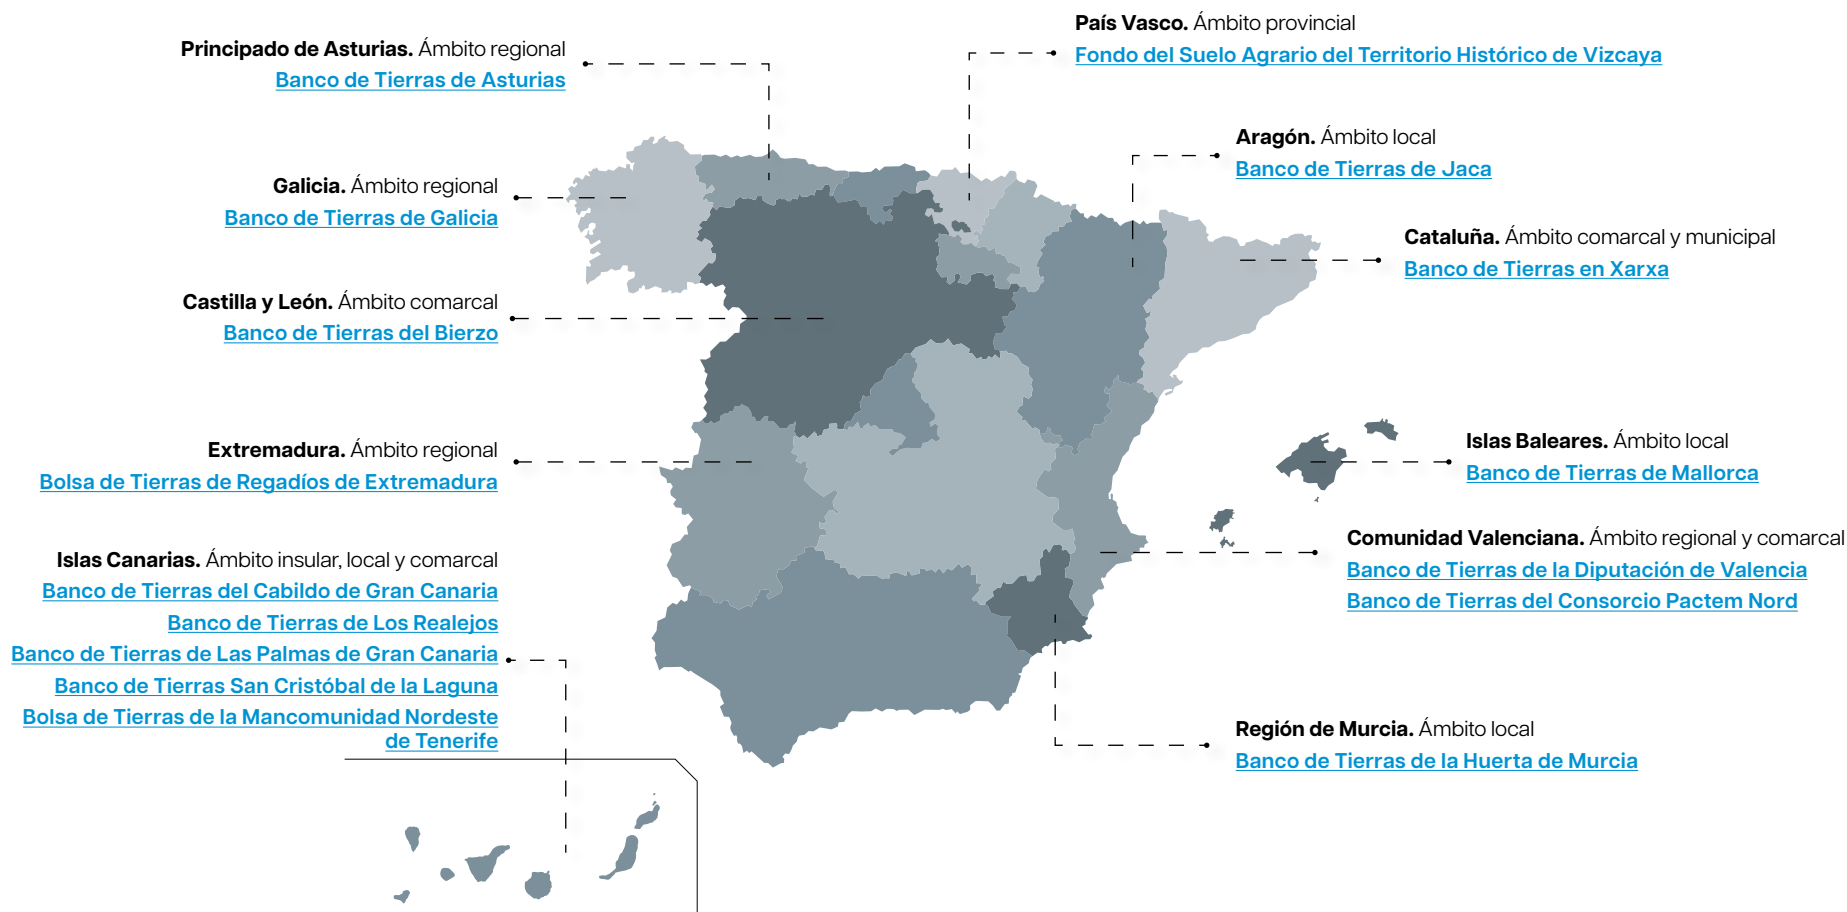 Principado de Asturias. Ámbito regional
Banco de Tierras de Asturias
Galicia. Ámbito regional
Banco de Tierras de Galicia
Castilla y León. Ámbito comarcal
Banco de Tierras del Bierzo
Extremadura. Ámbito regional
Bolsa de Tierras de Regadíos de Extremadura
Islas Canarias. Ámbito insular, local y comarcal
Banco de Tierras del Cabildo de Gran Canaria
Banco de Tierras de Los Realejos
Banco de Tierras de Las Palmas de Gran Canaria
Banco de Tierras San Cristóbal de la Laguna
Bolsa de Tierras de la Mancomunidad Nordeste
de Tenerife
País Vasco. Ámbito provincial
Fondo del Suelo Agrario del Territorio Histórico de Vizcaya
Aragón. Ámbito local
Banco de Tierras de Jaca
Cataluña. Ámbito comarcal y municipal
Banco de Tierras en Xarxa
Islas Baleares. Ámbito local
Banco de Tierras de Mallorca
Comunidad Valenciana. Ámbito regional y comarcal
Banco de Tierras de la Diputación de Valencia
Banco de Tierras del Consorcio Pactem Nord
Región de Murcia. Ámbito local
Banco de Tierras de la Huerta de Murcia